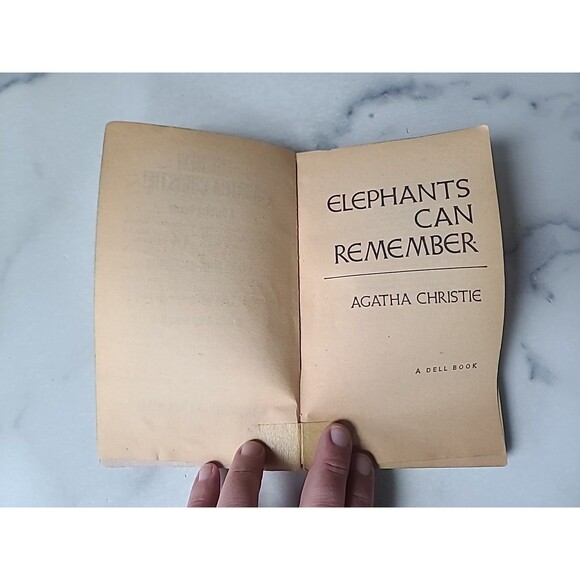 ELEPHANTS
CAN
REMEMBER
AGATHA CHRISTIE
A DELL BOOK